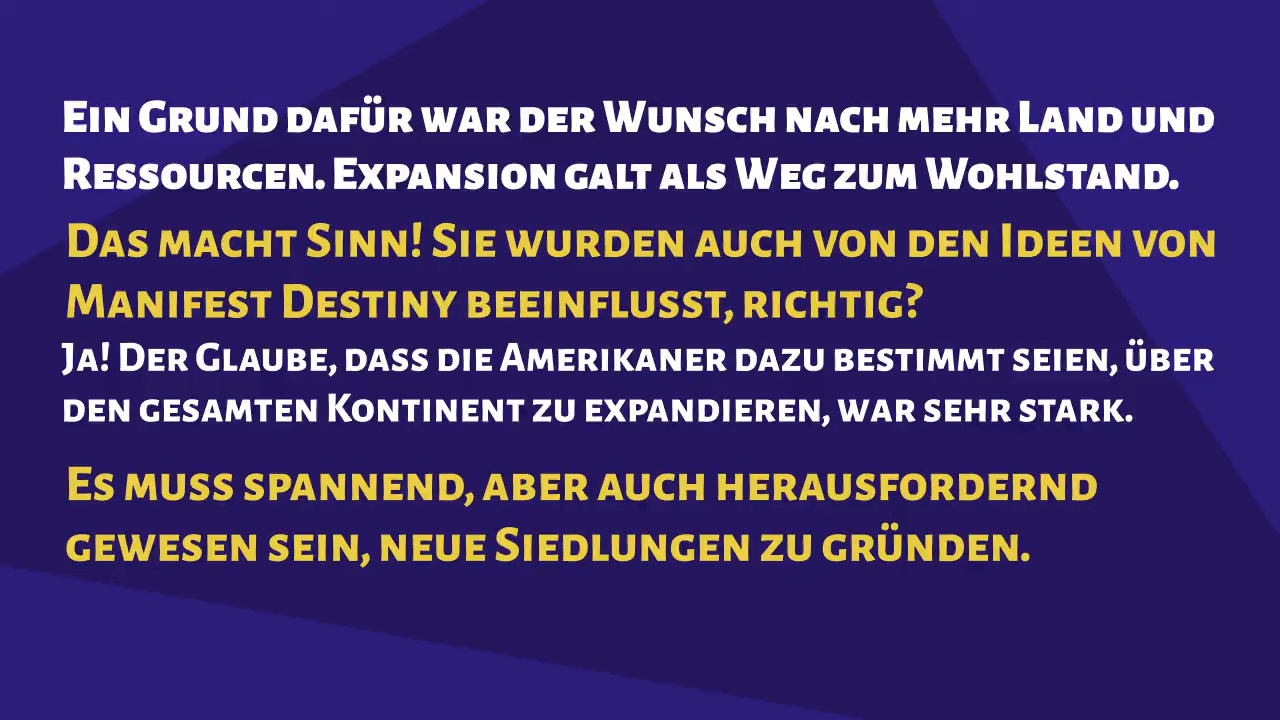 Ein Grund dafür war der Wunsch nach mehr Land und
Ressourcen. Expansion galt als Weg zum Wohlstand.
Das macht Sinn! Sie wurden auch von den Ideen von
Manifest Destiny beeinflusst, richtig?
Ja! Der Glaube, dass die Amerikaner dazu bestimmt seien, über
den gesamten Kontinent zu expandieren, war sehr stark.
Es muss spannend, aber auch herausfordernd
gewesen sein, neue Siedlungen zu gründen.